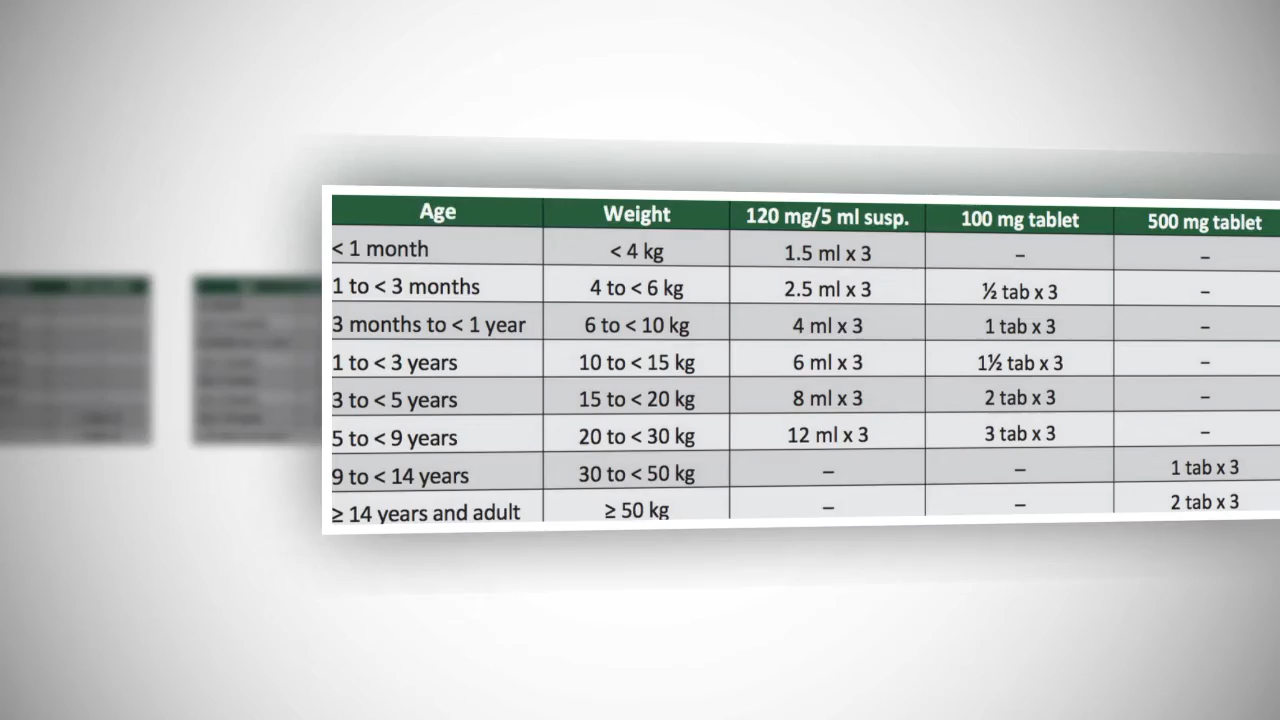 Age Weight 120 mg/5 ml susp. 100 mg tablet 500 mg tablet
< 1 month < 4 kg 1.5 ml x 3 – –
1 to < 3 months 4 to < 6 kg 2.5 ml x 3 ½ tab x 3 –
3 months to < 1 year 6 to < 10 kg 4 ml x 3 1 tab x 3 –
1 to < 3 years 10 to < 15 kg 6 ml x 3 1½ tab x 3 –
3 to < 5 years 15 to < 20 kg 8 ml x 3 2 tab x 3 –
5 to < 9 years 20 to < 30 kg 12 ml x 3 3 tab x 3 –
9 to < 14 years 30 to < 50 kg – – 1 tab x 3
≥ 14 years and adult ≥ 50 kg – – 2 tab x 3